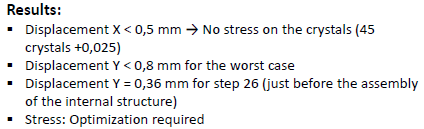 Results:
▪ Displacement X < 0,5 mm → No stress on the crystals (45
crystals +0,025)
▪ Displacement Y < 0,8 mm for the worst case
▪ Displacement Y = 0,36 mm for step 26 (just before the assembly
of the internal structure)
▪ Stress: Optimization required